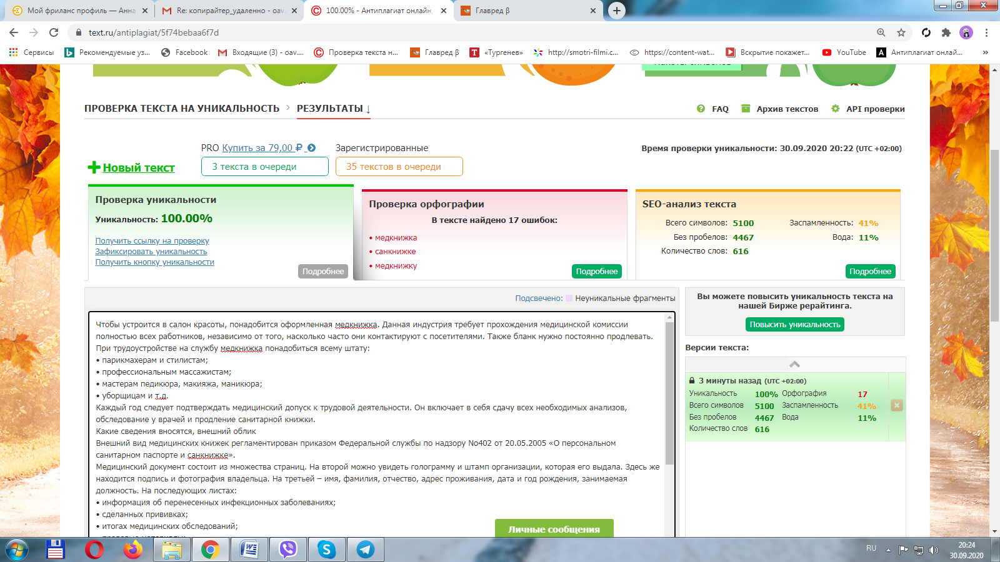 Мой фриланс профиль — Анна
Re: копирайтер_удаленно - oav.
100.00% - Антиплагиат онлайн,
Главред β
text.ru/antiplagiat/5f74bebaa6f7d
Сервисы
Рекомендуемые уз...
Facebook
Входящие (3) - oav....
Проверка текста н...
Главред β
«Тургенев»
http://smotri-filmi.c...
https://content-wat...
Вскрытие покажет...
YouTube
Антиплагиат онлай...
»
ПРОВЕРКА ТЕКСТА НА УНИКАЛЬНОСТЬ > РЕЗУЛЬТАТЫ ↓
FAQ
Архив текстов
API проверки
PRO Купить за 79,00 ₽
Зарегистрированные
Время проверки уникальности: 30.09.2020 20:22 (UTC +02:00)
Новый текст
3 текста в очереди
35 текстов в очереди
Проверка уникальности
Уникальность: 100.00%
Получить ссылку на проверку
Зафиксировать уникальность
Получить кнопку уникальности
Подробнее
Проверка орфографии
В тексте найдено 17 ошибок:
• медкнижка
• санкнижке
• медкнижку
Подробнее
SEO-анализ текста
Всего символов: 5100
Заспамленность: 41%
Без пробелов: 4467
Вода: 11%
Количество слов: 616
Подробнее
Подсвечено: Неуникальные фрагменты
Чтобы устроится в салон красоты, понадобится оформленная медкнижка. Данная индустрия требует прохождения медицинской комиссии
полностью всех работников, независимо от того, насколько часто они контактируют с посетителями. Также бланк нужно постоянно продлевать.
При трудоустройстве на службу медкнижка понадобиться всему штату:
• парикмахерам и стилистам;
• профессиональным массажистам;
• мастерам педикюра, макияжа, маникюра;
• уборщицам и т.д.
Каждый год следует подтверждать медицинский допуск к трудовой деятельности. Он включает в себя сдачу всех необходимых анализов,
обследование у врачей и продление санитарной книжки.
Какие сведения вносятся, внешний облик
Внешний вид медицинских книжек регламентирован приказом Федеральной службы по надзору No402 от 20.05.2005 «О персональном
санитарном паспорте и санкнижке».
Медицинский документ состоит из множества страниц. На второй можно увидеть голограмму и штамп организации, которая его выдала. Здесь же
находится подпись и фотография владельца. На третьей – имя, фамилия, отчество, адрес проживания, дата и год рождения, занимаемая
должность. На последующих листах:
• информация об перенесенных инфекционных заболеваниях;
• сделанных прививках;
• итогах медицинских обследований;
Вы можете повысить уникальность текста на
нашей Бирже рерайтинга.
Повысить уникальность
Версии текста:
3 минуты назад (UTC +02:00)
Уникальность 100% Орфография 17
Всего символов 5100 Заспамленность 41%
Без пробелов 4467 Вода 11%
Количество слов 616
Личные сообщения
RU
20:24
30.09.2020